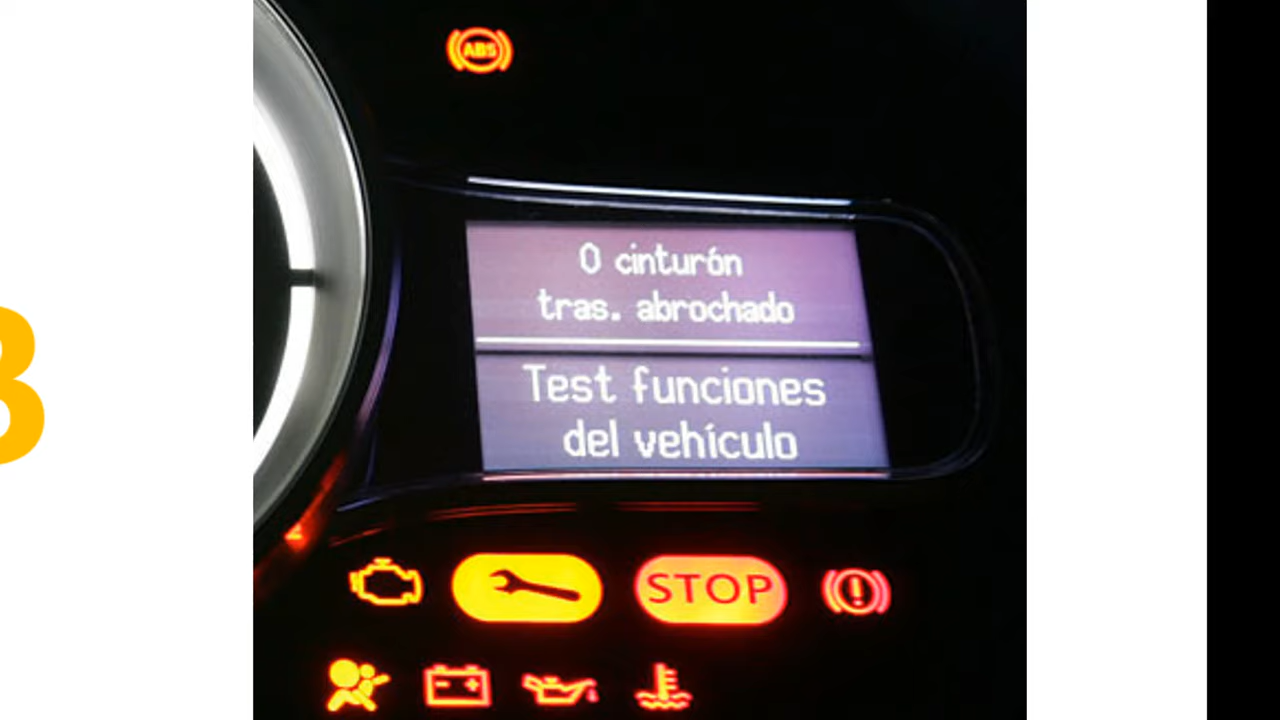 ABS
0 cinturón
tras. abrochado
Test funciones
del vehículo
STOP